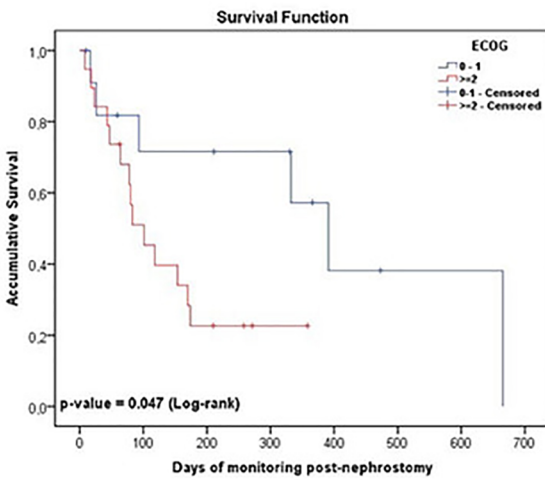 Survival Function
ECOG
0 - 1
>=2
0-1 - Censored
>=2 - Censored
Accumulative Survival
1,0
0,8
0,6
0,4
0,2
0,0
p-value = 0.047 (Log-rank)
0 100 200 300 400 500 600 700
Days of monitoring post-nephrostomy